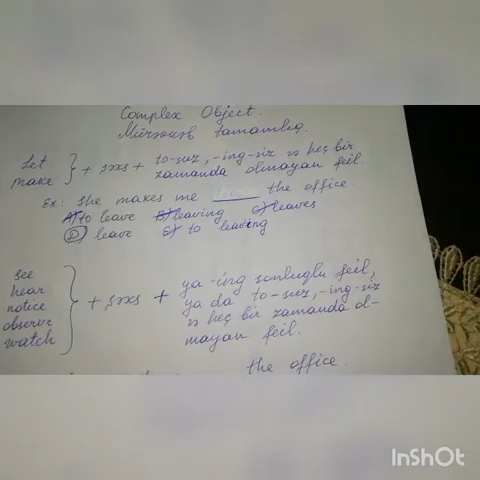 Complex Object.
Mürəkkəb tamamlıq.
Let
make
+ şəxs + to-suz, -ing-siz və heç bir
zamanda olmayan feil.
Ex: She makes me ______ the office.
A) to leave B) leaving C) leaves
D) leave E) to leaving
see
hear
notice
observe
watch
+ şəxs +
ya -ing sonluqlu feil,
ya da to-suz, -ing-siz
və heç bir zamanda ol-
mayan feil.
the office.
InShOt